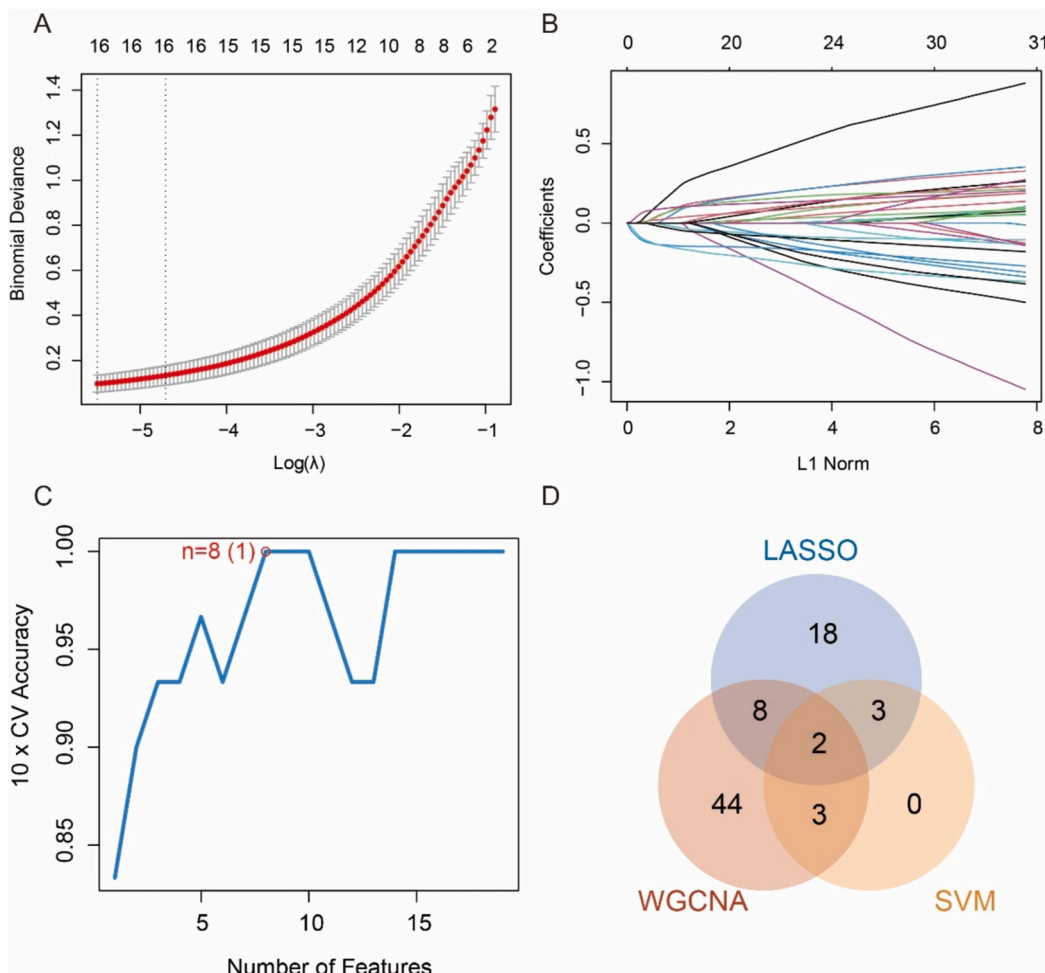 A
16 16 16 16 15 15 15 15 12 10 8 8 6 2
Binomial Deviance
1.4
1.2
1.0
0.8
0.6
0.4
0.2
−5 −4 −3 −2 −1
Log(λ)
B
0 20 24 30 31
Coefficients
0.5
0.0
−0.5
−1.0
0 2 4 6 8
L1 Norm
C
10 x CV Accuracy
1.00
0.95
0.90
0.85
n=8 (1)
5 10 15
Number of Features
D
LASSO
18
8
3
2
44
3
0
WGCNA
SVM